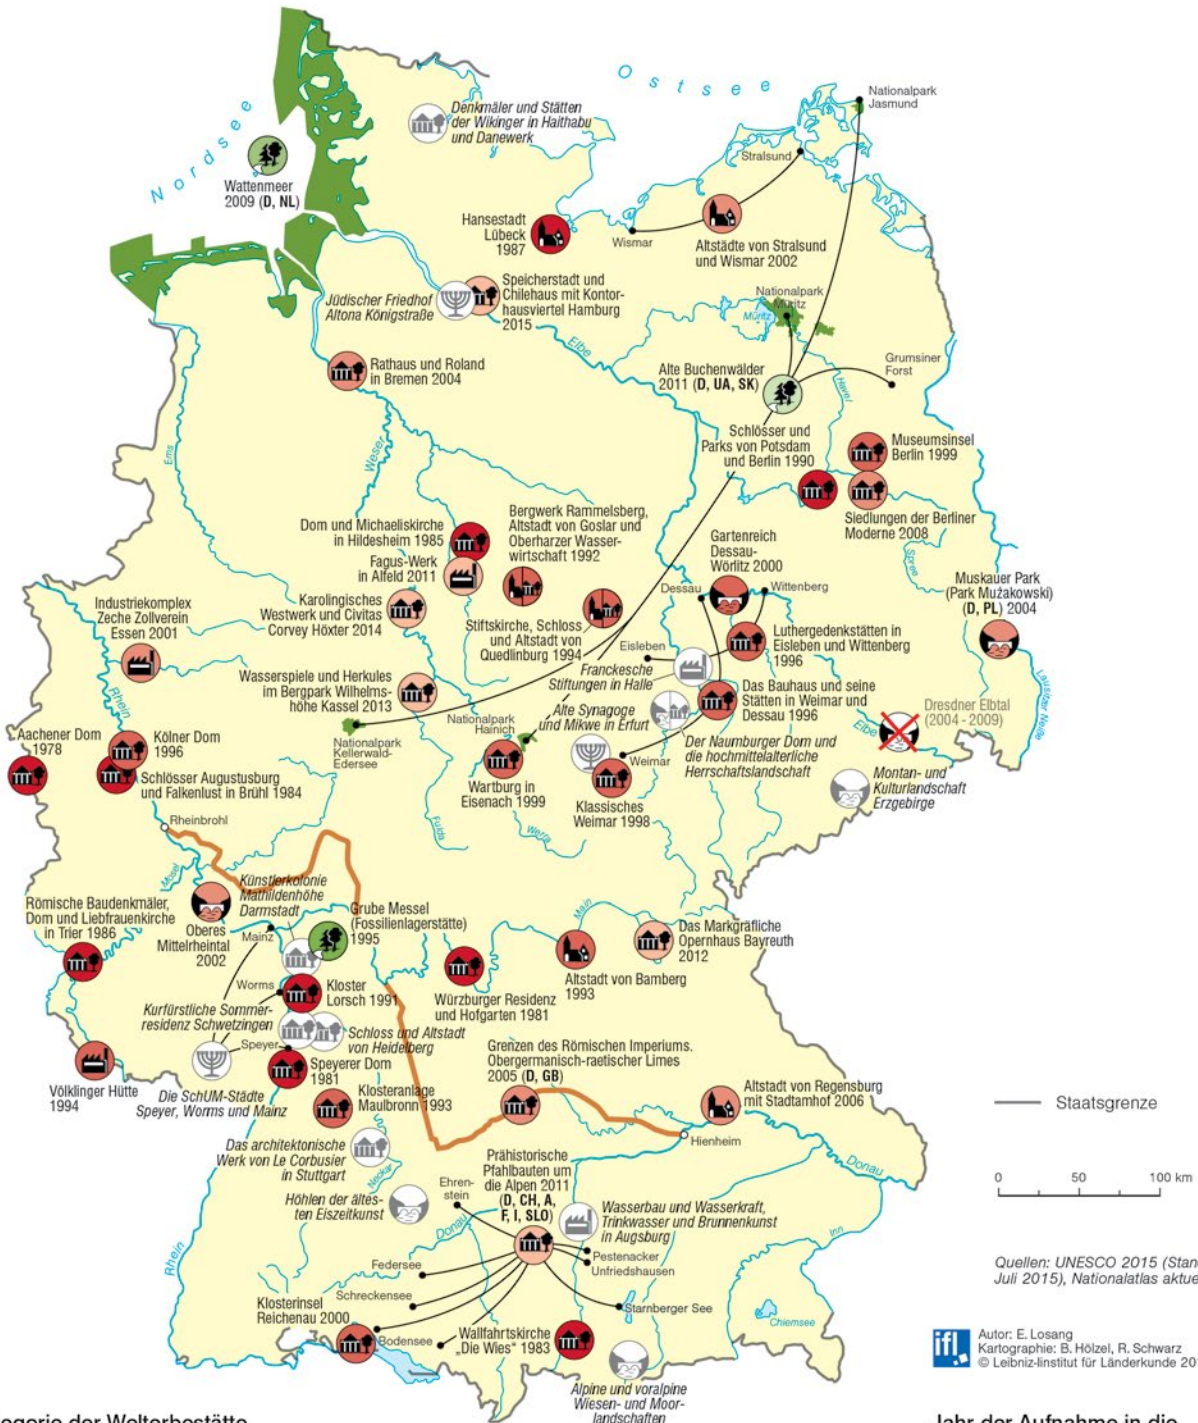 Ostsee
Nordsee
Nationalpark
Jasmund
Denkmäler und Stätten
der Wikinger in Haithabu
und Danewerk
Stralsund
Wattenmeer
2009 (D, NL)
Hansestadt
Lübeck
1987
Wismar
Altstädte von Stralsund
und Wismar 2002
Speicherstadt und
Chilehaus mit Kontor-
hausviertel Hamburg
2015
Jüdischer Friedhof
Altona Königstraße
Nationalpark
Müritz
Müritz
Elbe
Rathaus und Roland
in Bremen 2004
Alte Buchenwälder
2011 (D, UA, SK)
Grumsiner
Forst
Havel
Ems
Weser
Schlösser und
Parks von Potsdam
und Berlin 1990
Museumsinsel
Berlin 1999
Siedlungen der Berliner
Moderne 2008
Dom und Michaeliskirche
in Hildesheim 1985
Bergwerk Rammelsberg,
Altstadt von Goslar und
Oberharzer Wasser-
wirtschaft 1992
Fagus-Werk
in Alfeld 2011
Gartenreich
Dessau-
Wörlitz 2000
Spree
Dessau
Wittenberg
Muskauer Park
(Park Mużakowski)
(D, PL) 2004
Industriekomplex
Zeche Zollverein
Essen 2001
Karolingisches
Westwerk und Civitas
Corvey Höxter 2014
Stiftskirche, Schloss
und Altstadt von
Quedlinburg 1994
Luthergedenkstätten in
Eisleben und Wittenberg
1996
Eisleben
Franckesche
Stiftungen in Halle
Wasserspiele und Herkules
im Bergpark Wilhelms-
höhe Kassel 2013
Rhein
Lausitzer Neiße
Das Bauhaus und seine
Stätten in Weimar und
Dessau 1996
Dresdner Elbtal
(2004 - 2009)
Elbe
Alte Synagoge
und Mikwe in Erfurt
Nationalpark
Hainich
Nationalpark
Kellerwald-
Edersee
Aachener Dom
1978
Kölner Dom
1996
Der Naumburger Dom und
die hochmittelalterliche
Herrschaftslandschaft
Weimar
Schlösser Augustusburg
und Falkenlust in Brühl 1984
Wartburg in
Eisenach 1999
Klassisches
Weimar 1998
Montan- und
Kulturlandschaft
Erzgebirge
Rheinbrohl
Fulda
Werra
Mosel
Künstlerkolonie
Mathildenhöhe
Darmstadt
Römische Baudenkmäler,
Dom und Liebfrauenkirche
in Trier 1986
Oberes
Mittelrheintal
2002
Mainz
Grube Messel
(Fossilienlagerstätte)
1995
Main
Das Markgräfliche
Opernhaus Bayreuth
2012
Altstadt von Bamberg
1993
Worms
Kloster
Lorsch 1991
Würzburger Residenz
und Hofgarten 1981
Kurfürstliche Sommer-
residenz Schwetzingen
Schloss und Altstadt
von Heidelberg
Speyer
Grenzen des Römischen Imperiums.
Obergermanisch-raetischer Limes
2005 (D, GB)
Speyerer Dom
1981
Völklinger Hütte
1994
Die SchUM-Städte
Speyer, Worms und Mainz
Klosteranlage
Maulbronn 1993
Altstadt von Regensburg
mit Stadtamhof 2006
Staatsgrenze
Hienheim
Das architektonische
Werk von Le Corbusier
in Stuttgart
Neckar
Prähistorische
Pfahlbauten um
die Alpen 2011
(D, CH, A,
F, I, SLO)
Donau
0 50 100 km
Höhlen der ältes-
ten Eiszeitkunst
Ehren-
stein
Donau
Wasserbau und Wasserkraft,
Trinkwasser und Brunnenkunst
in Augsburg
Inn
Rhein
Federsee
Pestenacker
Unfriedshausen
Quellen: UNESCO 2015 (Stan
Juli 2015), Nationalatlas aktue
Schreckensee
Starnberger See
Chiemsee
Klosterinsel
Reichenau 2000
Bodensee
Wallfahrtskirche
„Die Wies“ 1983
ifl
Autor: E. Losang
Kartographie: B. Hölzel, R. Schwarz
© Leibniz-Iinstitut für Länderkunde 20
Alpine und voralpine
Wiesen- und Moor-
landschaften